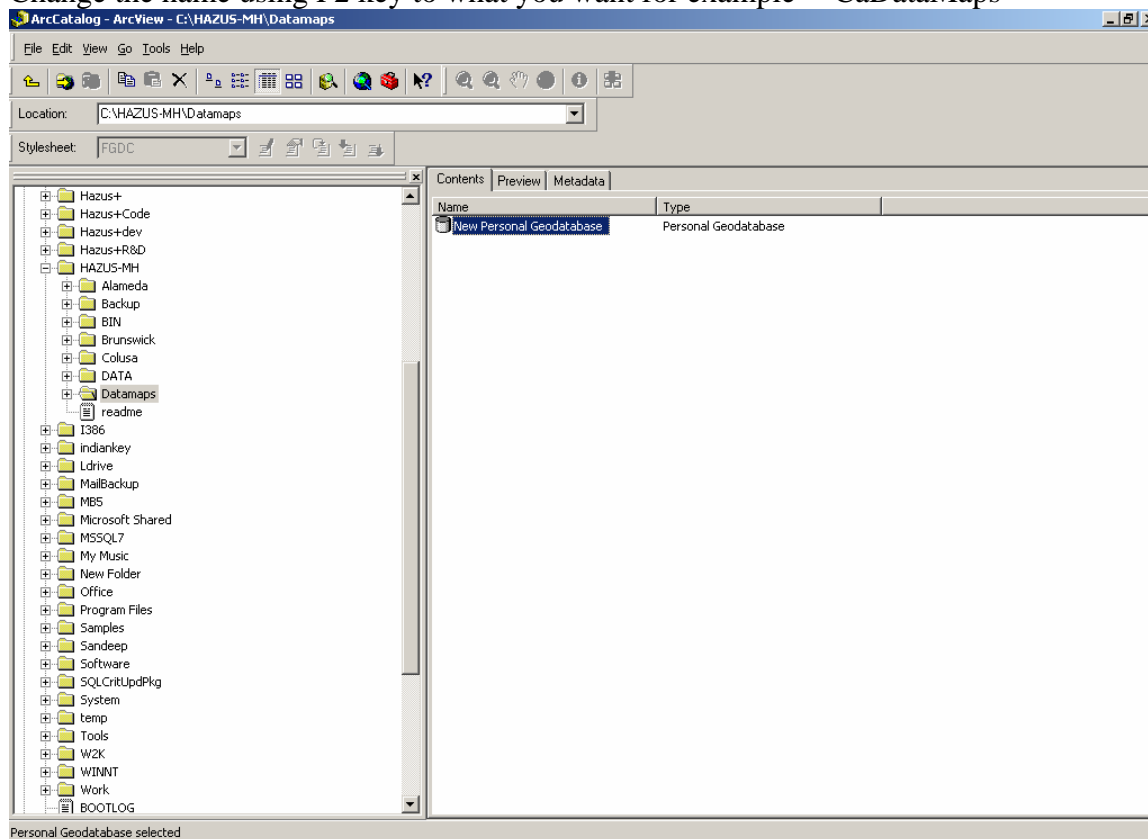 Change the name using F2 key to what you want for example – CaDataMaps
ArcCatalog - ArcView - C:\HAZUS-MH\Datamaps
File Edit View Go Tools Help
Location: C:\HAZUS-MH\Datamaps
Stylesheet: FGDC
Hazus+
Hazus+Code
Hazus+dev
Hazus+R&D
HAZUS-MH
Alameda
Backup
BIN
Brunswick
Colusa
DATA
Datamaps
readme
I386
indiankey
Ldrive
MailBackup
MB5
Microsoft Shared
MSSQL7
My Music
New Folder
Office
Program Files
Samples
Sandeep
Software
SQLCritUpdPkg
System
temp
Tools
W2K
WINNT
Work
BOOTLOG
Contents Preview Metadata
Name Type
New Personal Geodatabase Personal Geodatabase
Personal Geodatabase selected